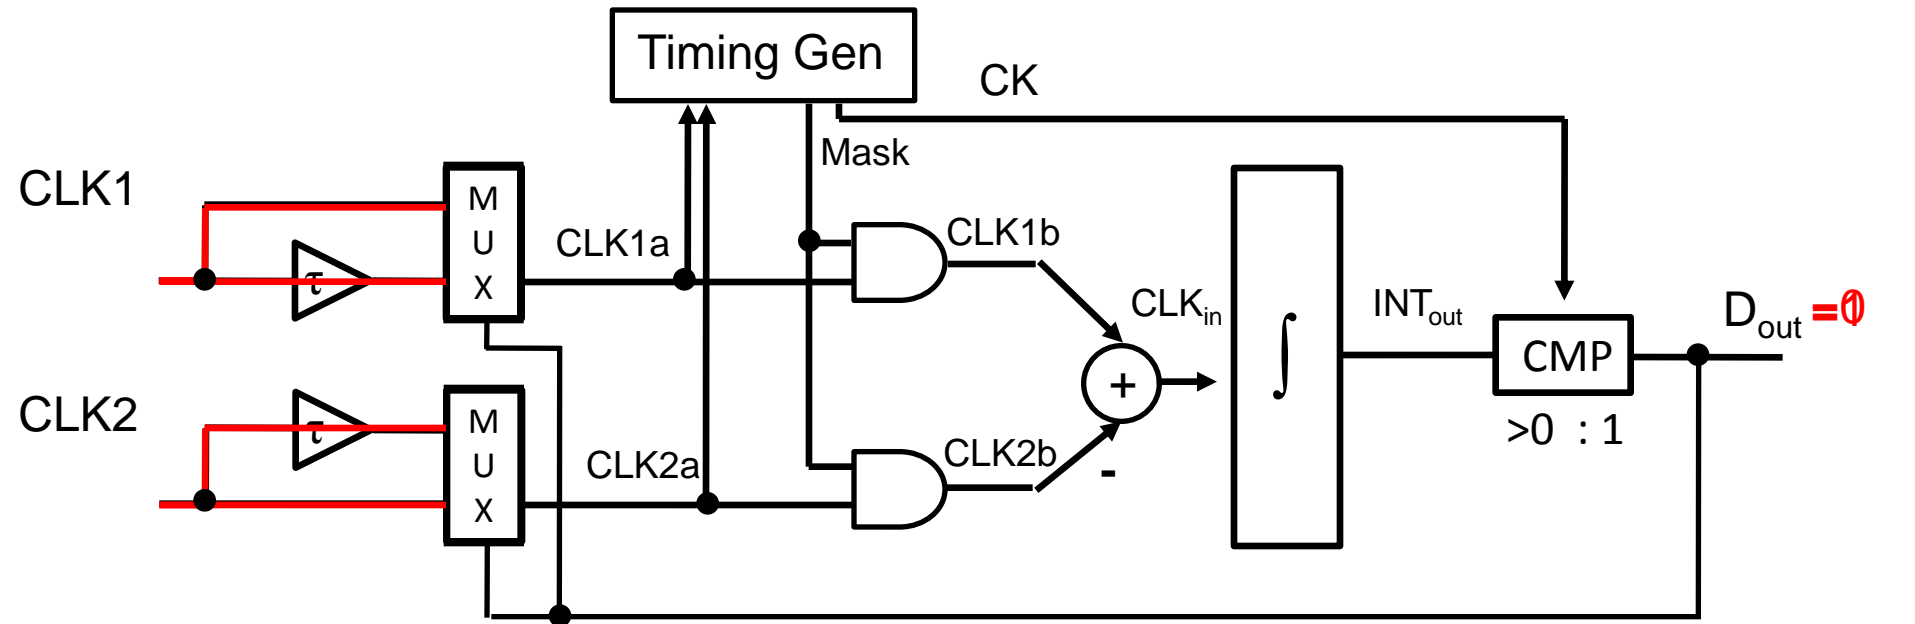 Timing Gen
CK
Mask
CLK1
M
U
X
τ
CLK1a
CLK1b
CLKin
INTout
∫
CMP
Dout
>0 : 1
CLK2
τ
M
U
X
CLK2a
CLK2b
+
-